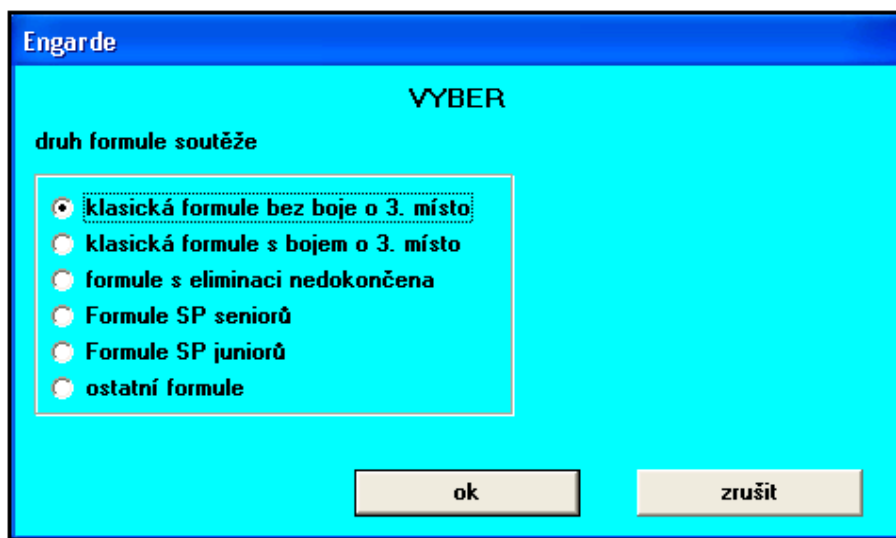 Engarde
VYBER
druh formule soutěže
klasická formule bez boje o 3. místo
klasická formule s bojem o 3. místo
formule s eliminaci nedokončena
Formule SP seniorů
Formule SP juniorů
ostatní formule
ok
zrušit